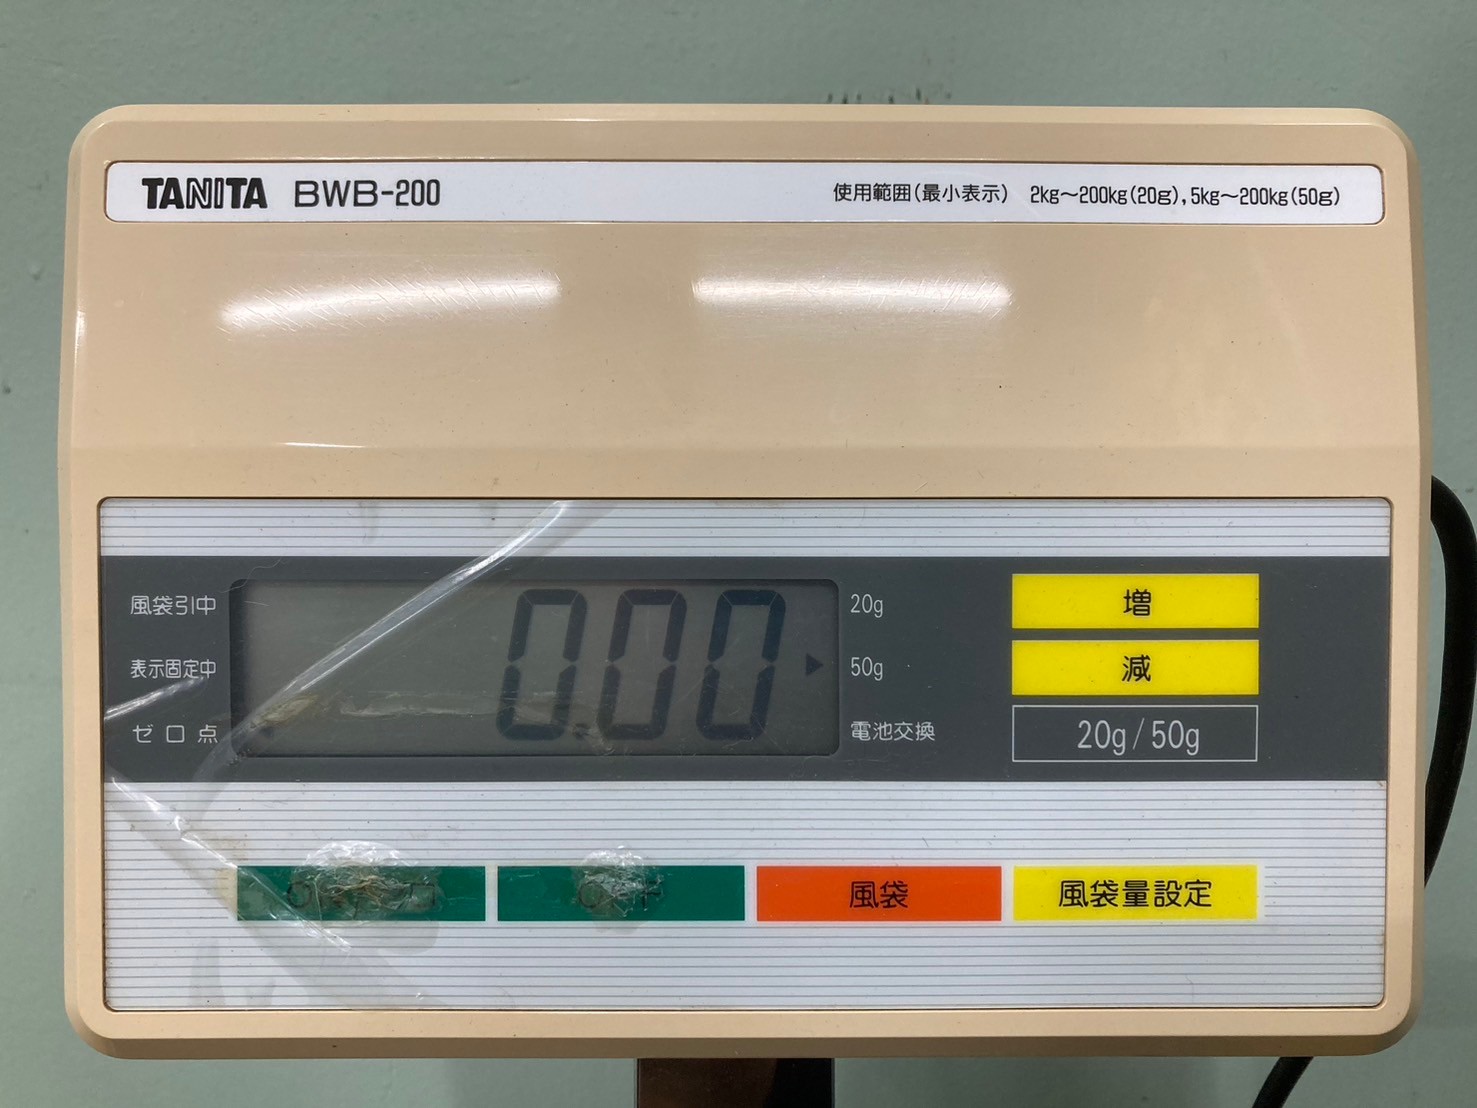 TANITA BWB-200 使用範囲(最小表示) 2kg～200kg(20g),5kg～200kg(50g)
風袋引中 20g 増
表示固定中 0.00 50g 減
ゼロ点 電池交換 20g/50g
風袋 風袋量設定